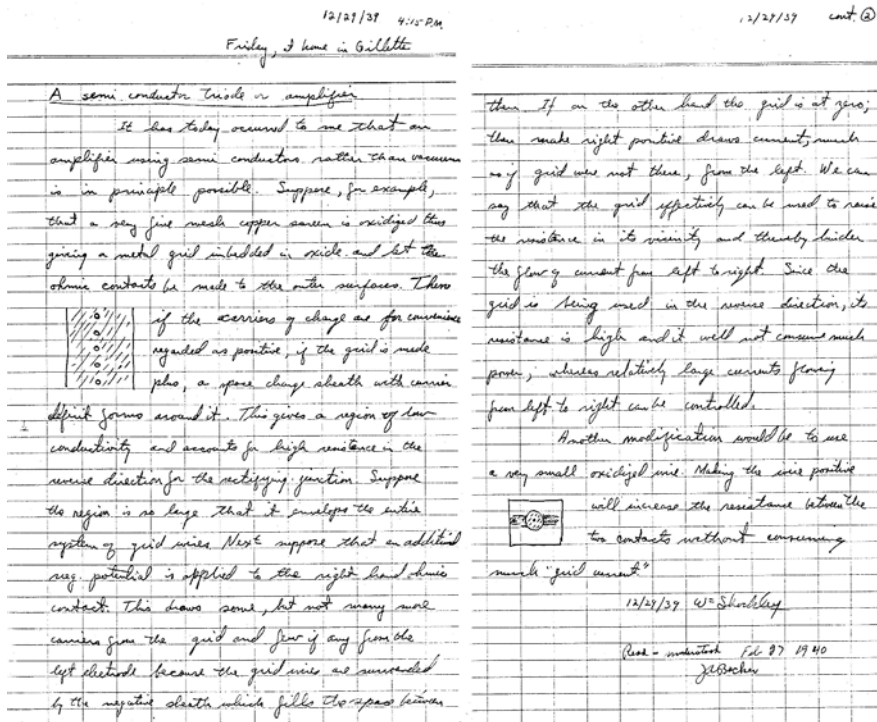 12/29/39 4:15 P.M.
Friday, at home in Gillette
A semi conductor triode or amplifier
It has today occurred to me that an
amplifier using semi conductors rather than vacuum
is in principle possible. Suppose, for example,
that a very fine mesh copper screen is oxidized thus
giving a metal grid imbedded in oxide and let
ohmic contacts be made to the outer surfaces. Then
if the carriers of charge are for convenience
regarded as positive, if the grid is made
plus, a space charge sheath with carrier
deficit forms around it. This gives a region of low
conductivity and accounts for high resistance in the
reverse direction for the rectifying junction. Suppose
the region is so large that it envelops the entire
system of grid wires. Next suppose that an additional
neg. potential is applied to the right hand ohmic
contact. This draws some, but not many more
carriers from the grid and few if any from the
left electrode because the grid wires are surrounded
by the negative sheath which fills the space between
12/29/39 cont. ②
them If on the other hand the grid is at zero,
then make right positive draws current, much
as if grid were not there, from the left. We can
say that the grid effectively can be used to raise
the resistance in its vicinity and thereby hinder
the flow of current from left to right. Since the
grid is being used in the reverse direction, its
resistance is high and it will not consume much
power, whereas relatively large currents flowing
from left to right can be controlled.
Another modification would be to use
a very small oxidized wire. Making the wire positive
will increase the resistance between the
two contacts without consuming
much "grid current"
12/29/39 W= Shockley
Read - understood Feb 27 1940
J A Becker